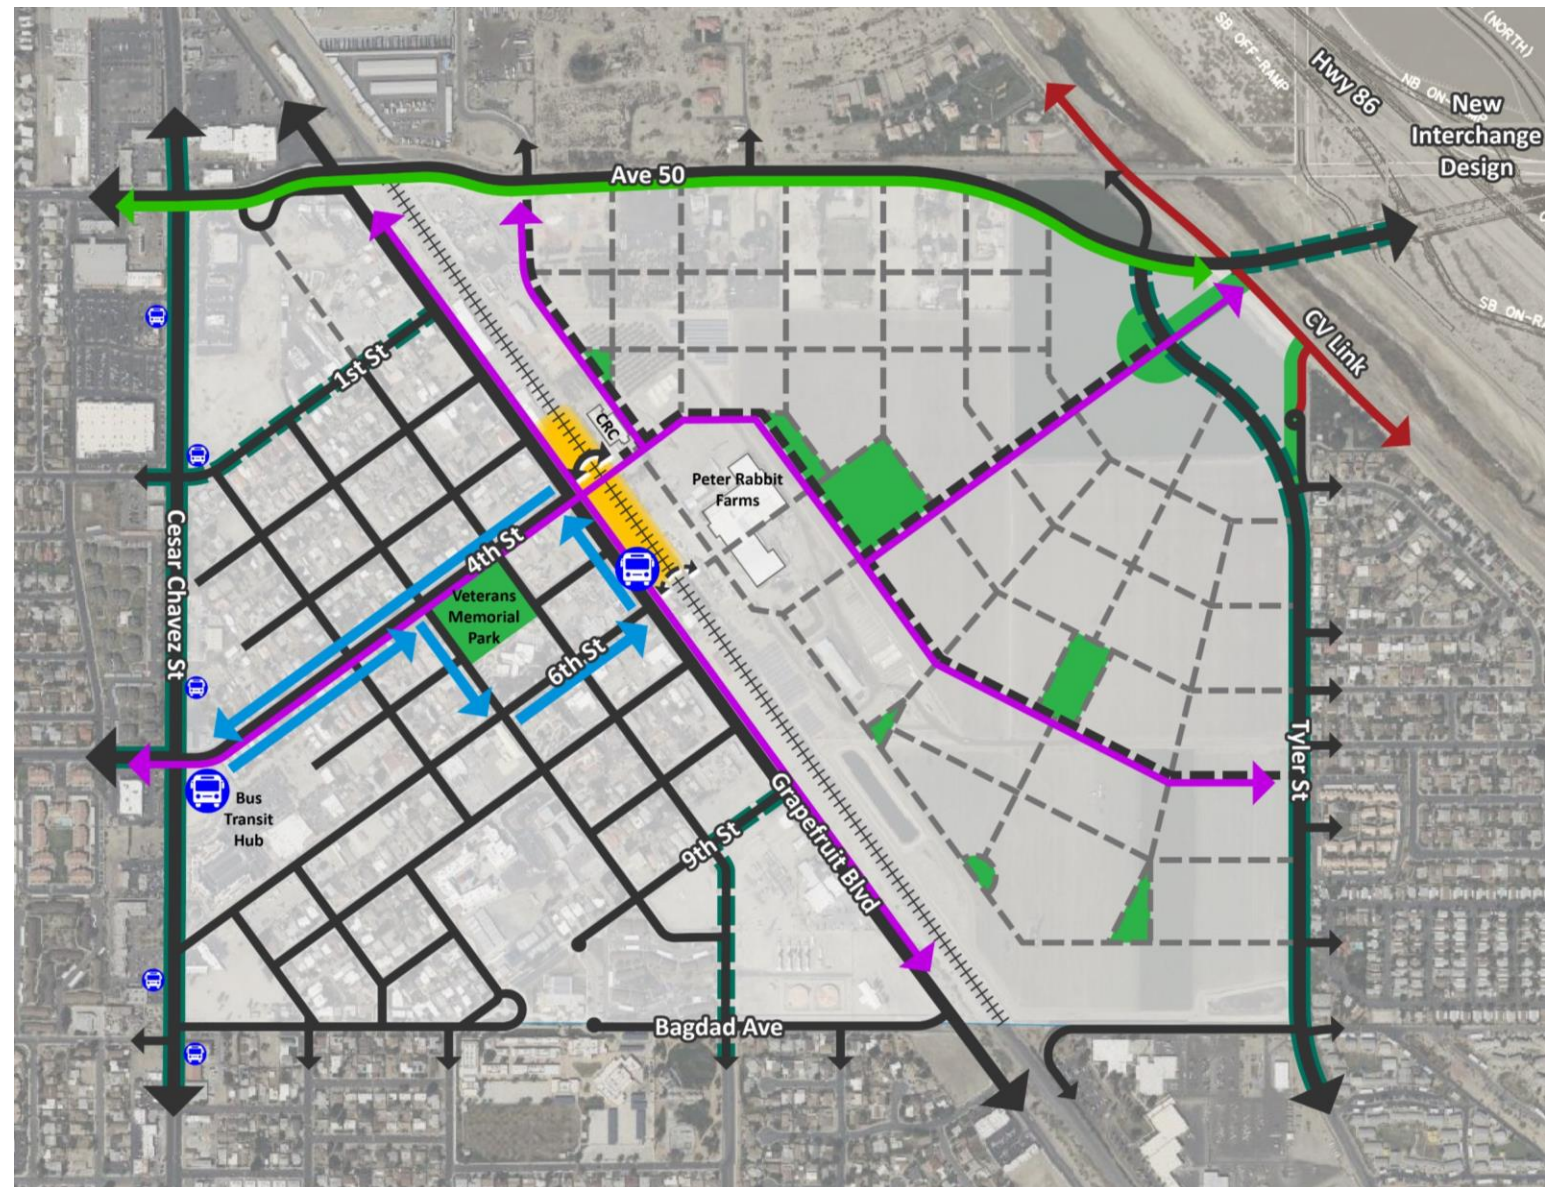 SB OFF-RAMP
Hwy 86
(NORTH)
NB ON-
New
Interchange
Design
Ave 50
SB ON-R
CV Link
1st St
CRC
Peter Rabbit
Farms
4th St
Cesar Chavez St
Veterans
Memorial
Park
6th St
Tyler St
Bus
Transit
Hub
Grapefruit Blvd
9th St
Bagdad Ave